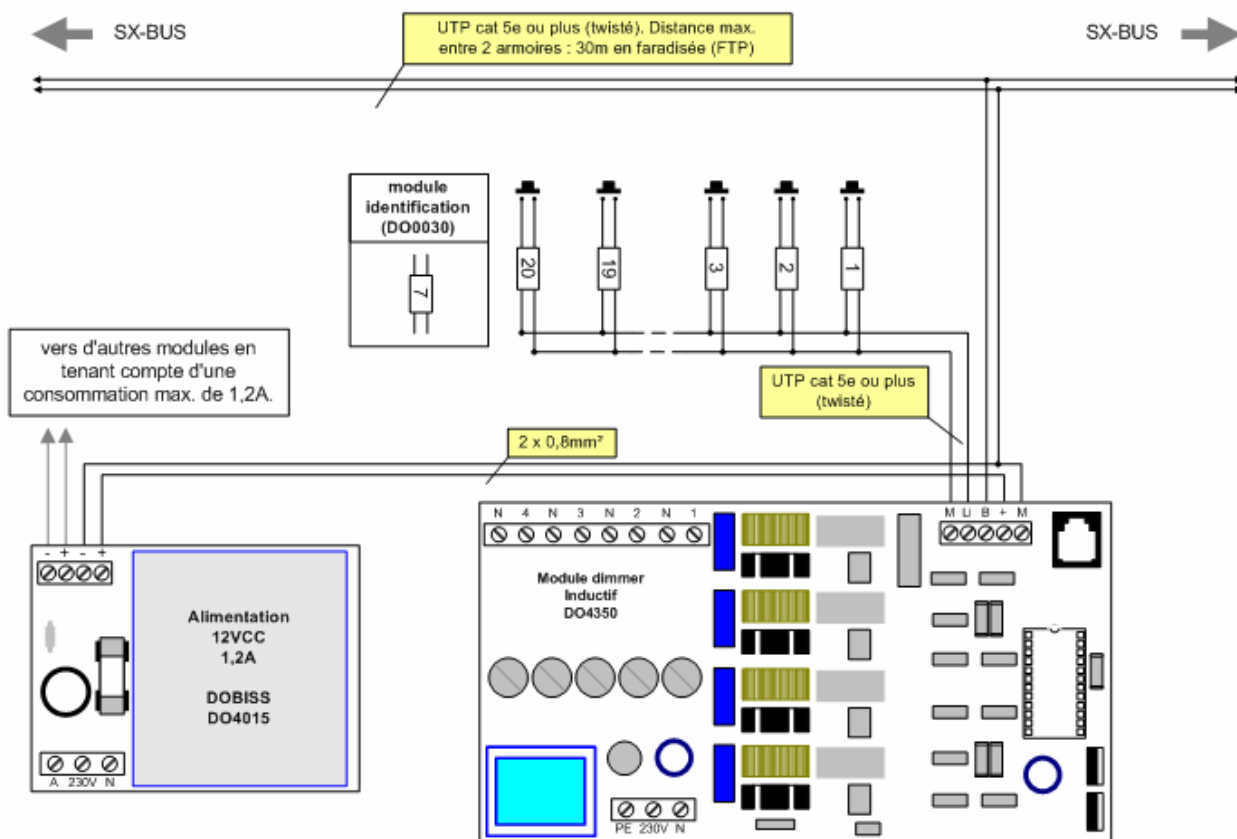 SX-BUS
UTP cat 5e ou plus (twisté). Distance max.
entre 2 armoires : 30m en faradisée (FTP)
SX-BUS
module
identification
(DO0030)
7
20
19
3
2
1
vers d'autres modules en
tenant compte d'une
consommation max. de 1,2A.
UTP cat 5e ou plus
(twisté)
2 x 0,8mm²
- + - +
Alimentation
12VCC
1,2A
DOBISS
DO4015
A 230V N
N 4 N 3 N 2 N 1
M Li B + M
Module dimmer
Inductif
DO4350
PE 230V N